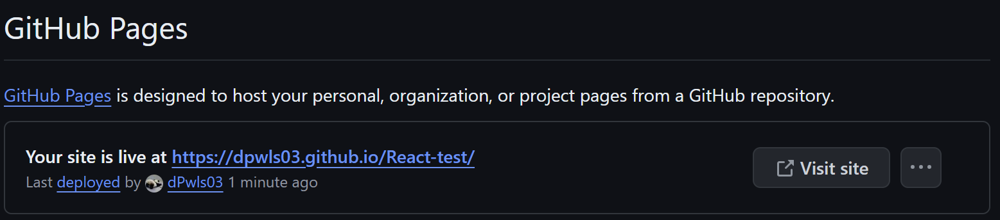 GitHub Pages
GitHub Pages is designed to host your personal, organization, or project pages from a GitHub repository.
Your site is live at https://dpwls03.github.io/React-test/
Visit site
Last deployed by dPwls03 1 minute ago